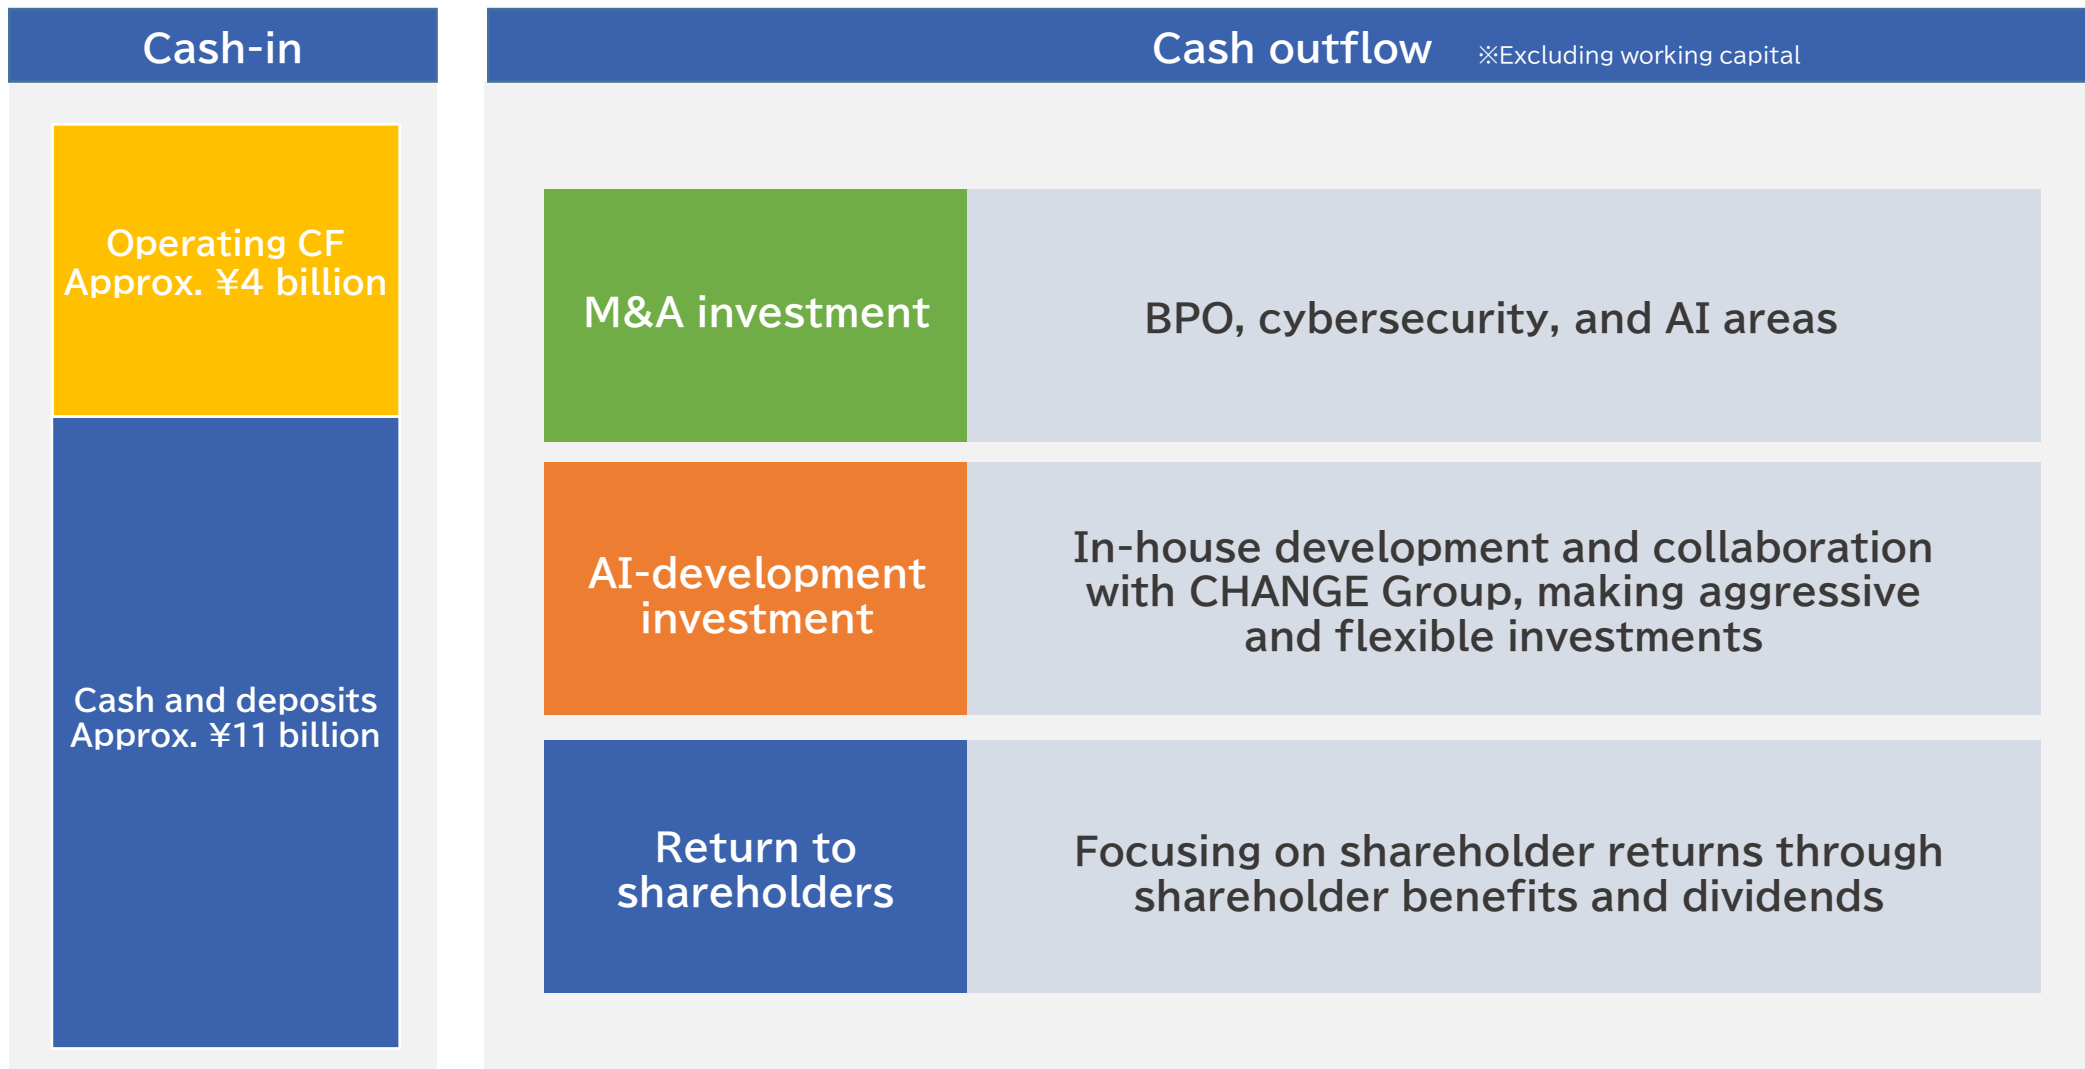 Cash-in
Operating CF
Approx. ¥4 billion
Cash and deposits
Approx. ¥11 billion
Cash outflow ※Excluding working capital
M&A investment
BPO, cybersecurity, and AI areas
AI-development
investment
In-house development and collaboration
with CHANGE Group, making aggressive
and flexible investments
Return to
shareholders
Focusing on shareholder returns through
shareholder benefits and dividends